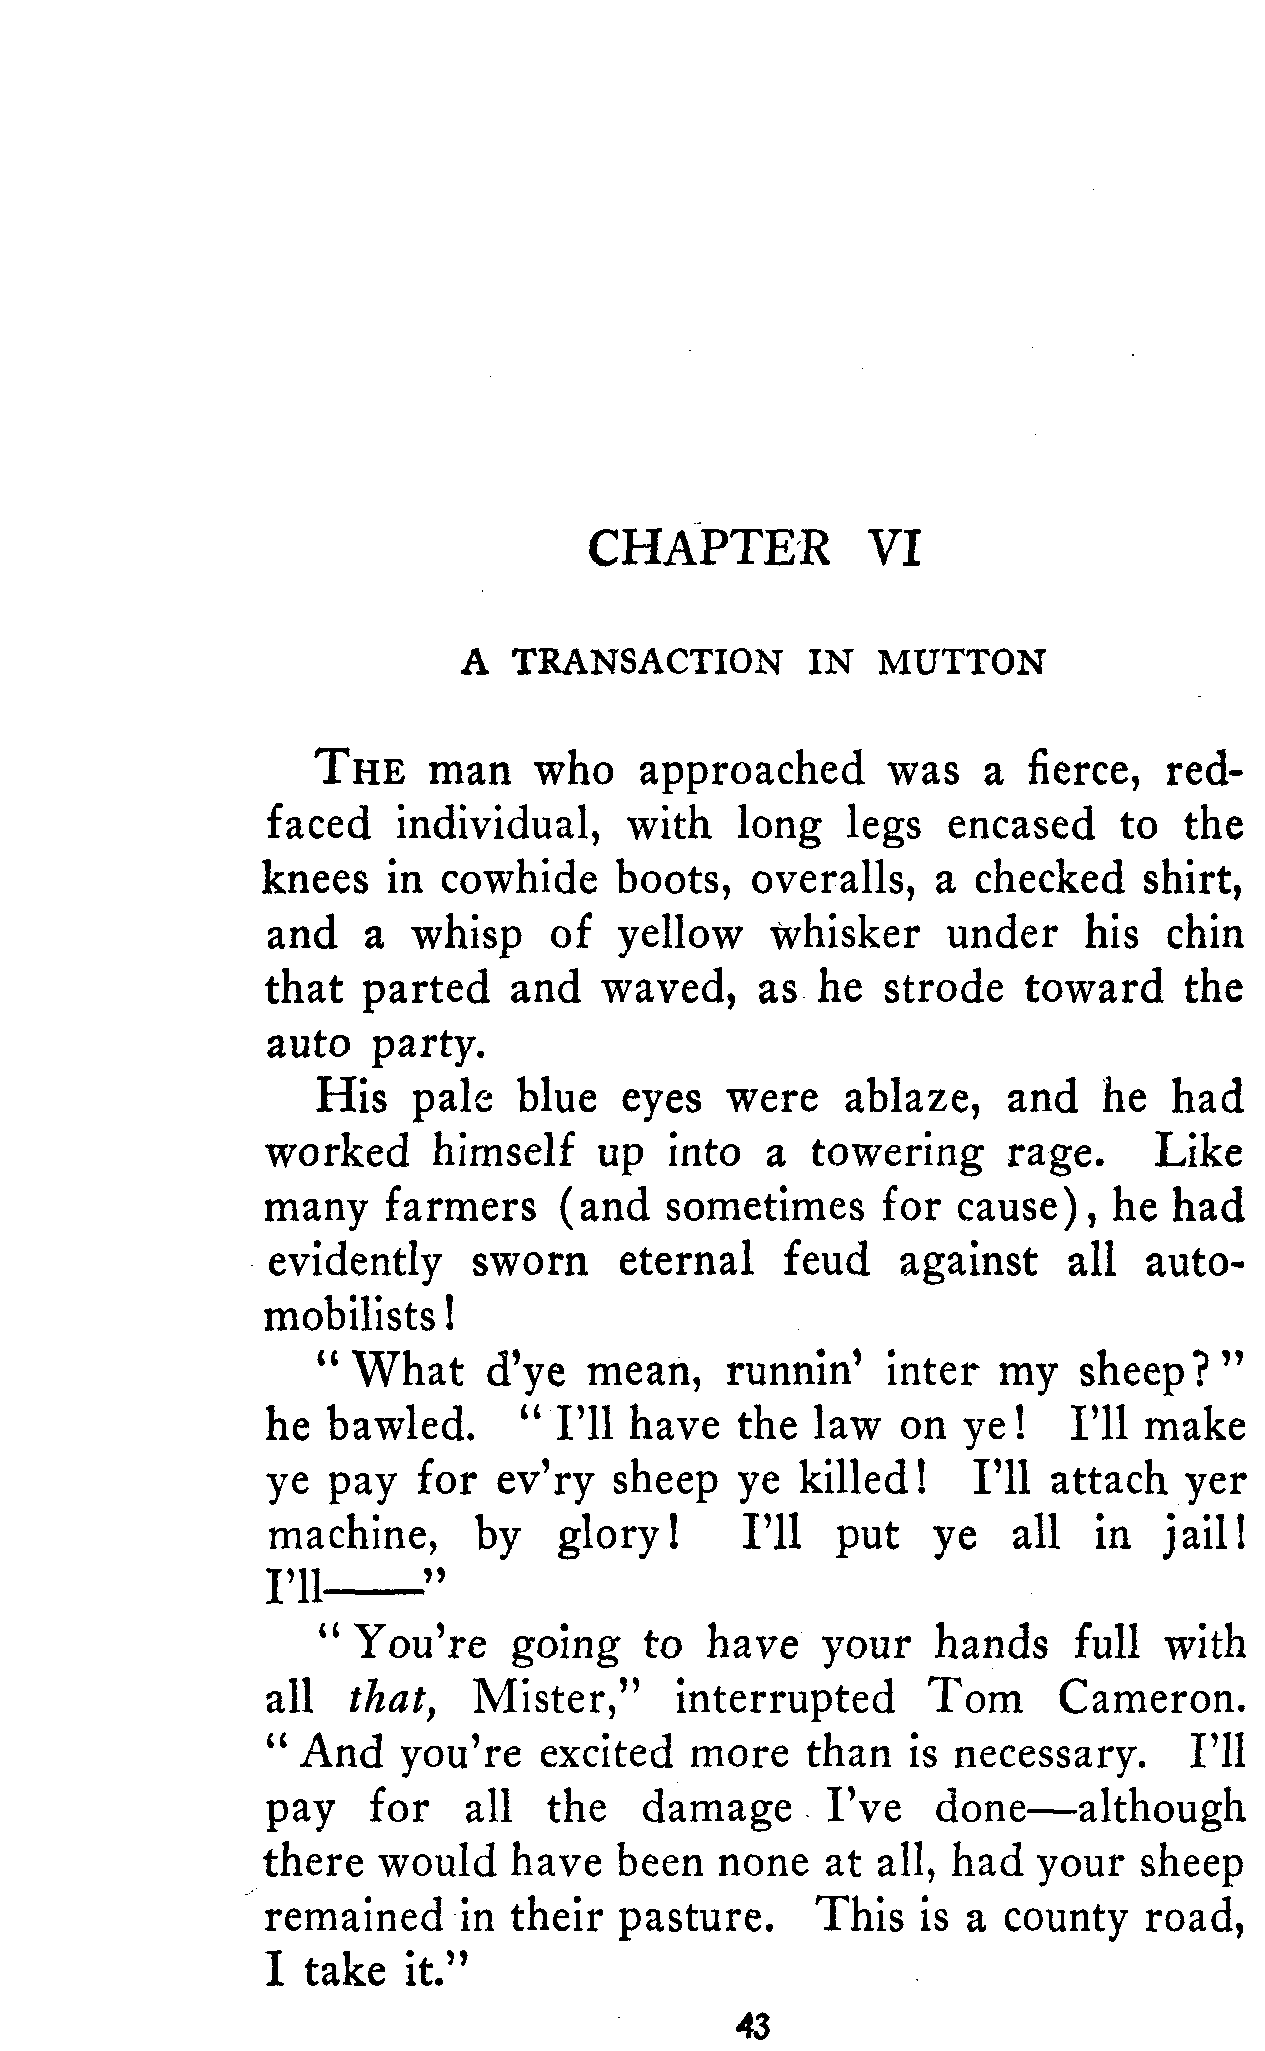 CHAPTER VI
A TRANSACTION IN MUTTON
THE man who approached was a fierce, red-
faced individual, with long legs encased to the
knees in cowhide boots, overalls, a checked shirt,
and a whisp of yellow whisker under his chin
that parted and waved, as he strode toward the
auto party.
His pale blue eyes were ablaze, and he had
worked himself up into a towering rage. Like
many farmers (and sometimes for cause), he had
evidently sworn eternal feud against all auto-
mobilists!
" What d'ye mean, runnin' inter my sheep? "
he bawled. " I'll have the law on ye! I'll make
ye pay for ev'ry sheep ye killed! I'll attach yer
machine, by glory! I'll put ye all in jail!
I'll——"
" You're going to have your hands full with
all that, Mister," interrupted Tom Cameron.
" And you're excited more than is necessary. I'll
pay for all the damage I've done—although
there would have been none at all, had your sheep
remained in their pasture. This is a county road,
I take it."
43